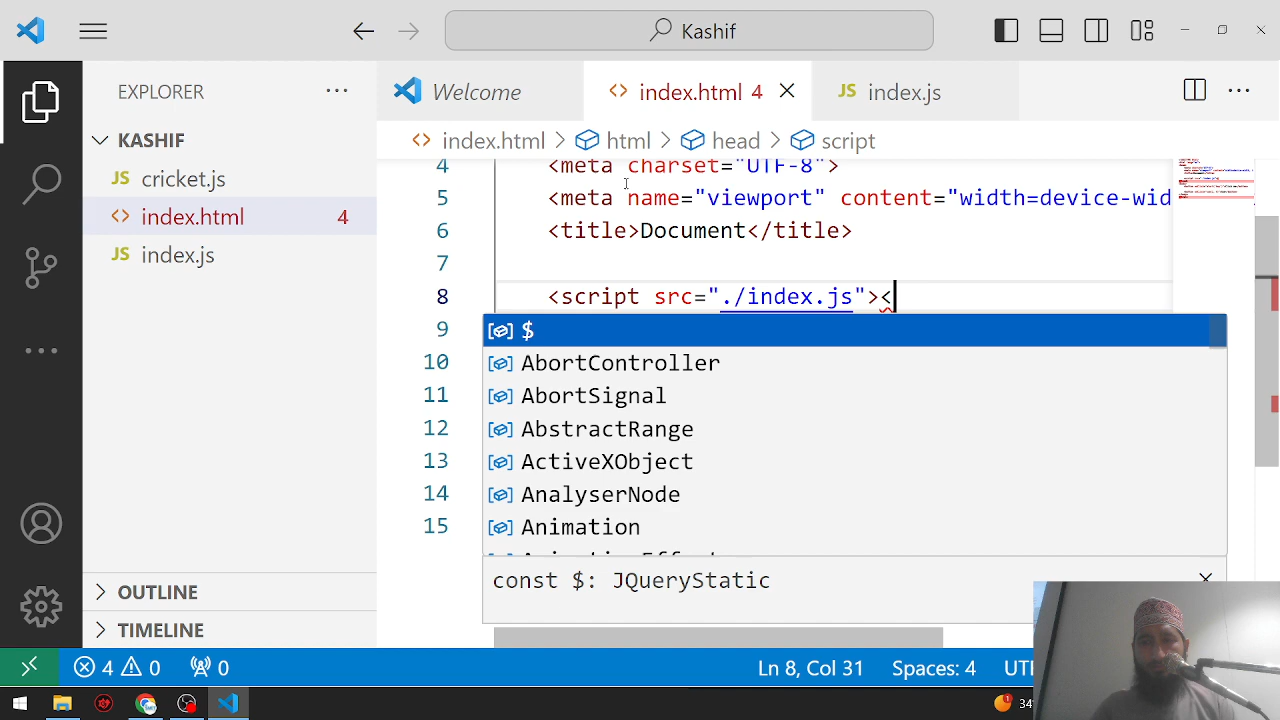 Kashif
EXPLORER
Welcome
index.html 4
JS index.js
KASHIF
index.html > html > head > script
JS cricket.js
index.html 4
JS index.js
4 <meta charset="UTF-8">
5 <meta name="viewport" content="width=device-wid
6 <title>Document</title>
7
8 <script src="./index.js"><
9 $
10 AbortController
11 AbortSignal
12 AbstractRange
13 ActiveXObject
14 AnalyserNode
15 Animation
const $: JQueryStatic
OUTLINE
TIMELINE
4 0 0
Ln 8, Col 31
Spaces: 4